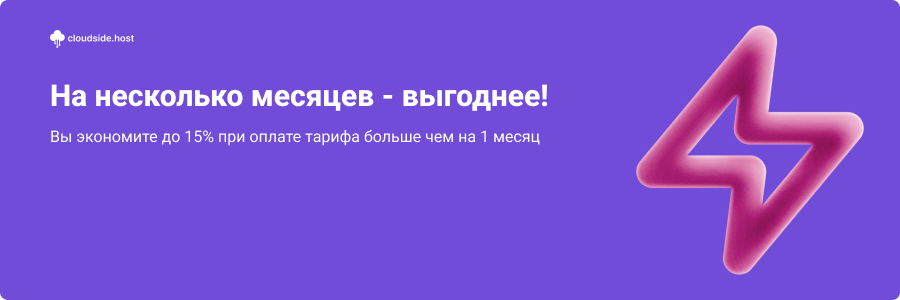 cloudside.host
На несколько месяцев - выгоднее!
Вы экономите до 15% при оплате тарифа больше чем на 1 месяц